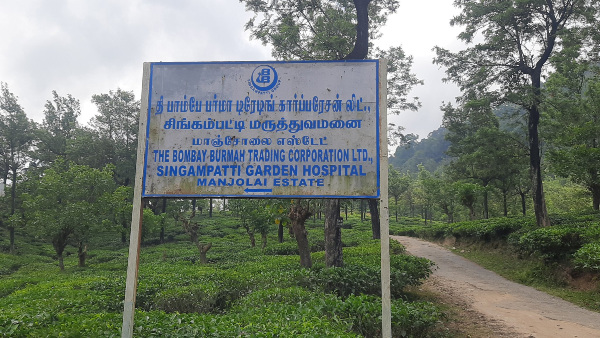 தி பாம்பே பர்மா டிரேடிங் கார்ப்பரேசன் லிட்.,
சிங்கம்பட்டி மருத்துவமனை
மாஞ்சோலை எஸ்டேட்
THE BOMBAY BURMAH TRADING CORPORATION LTD.,
SINGAMPATTI GARDEN HOSPITAL
MANJOLAI ESTATE